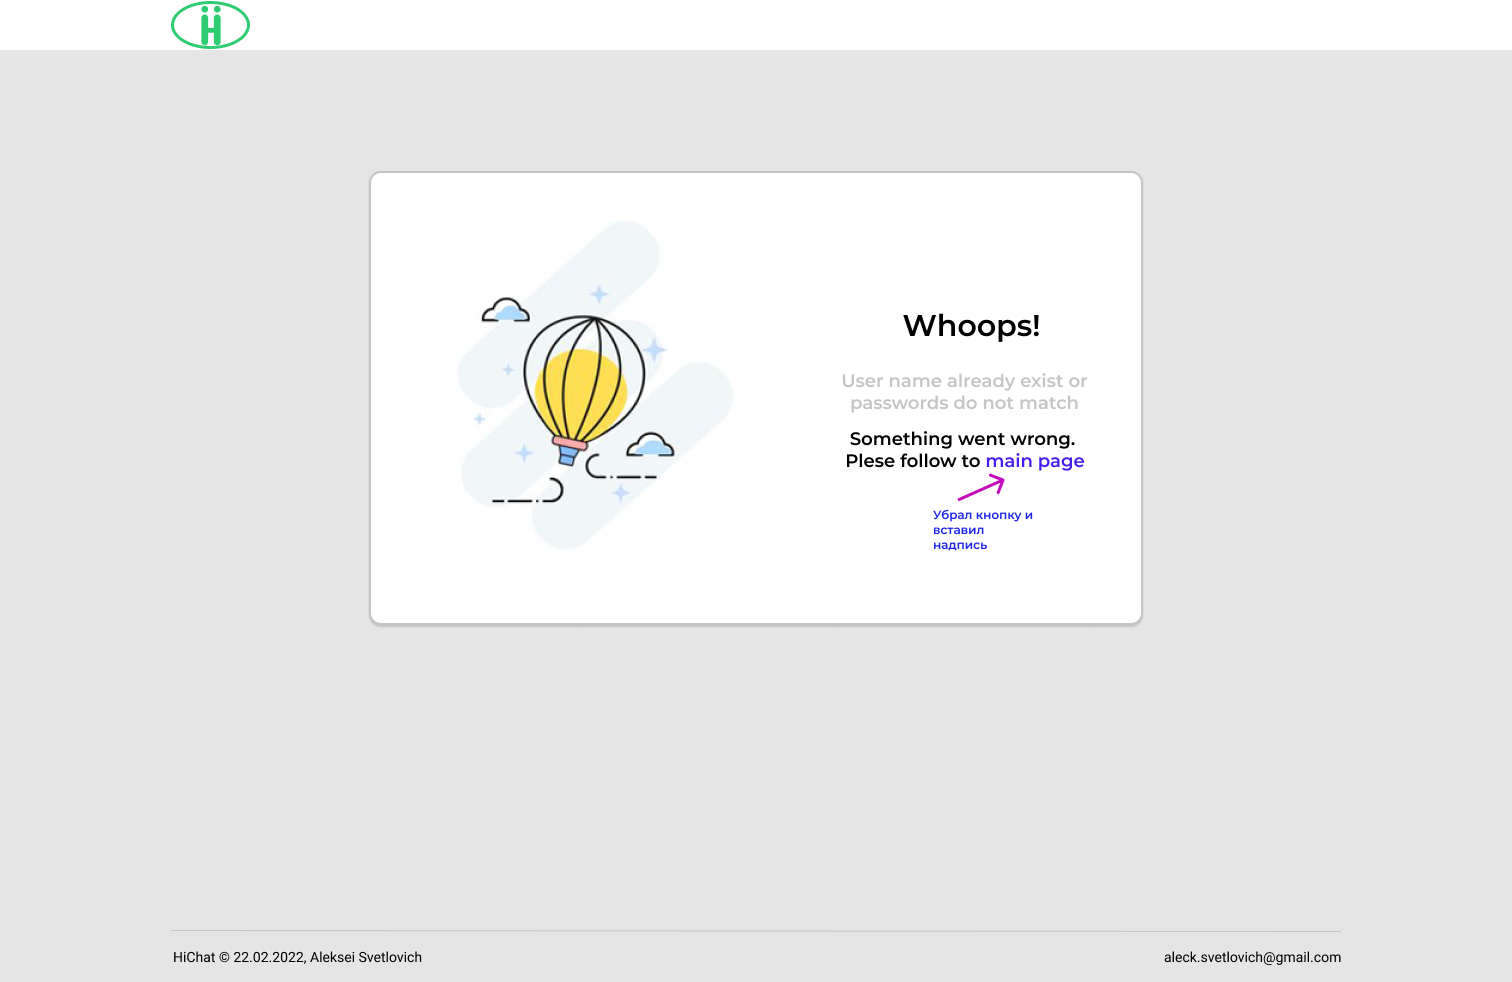 Whoops!
User name already exist or
passwords do not match
Something went wrong.
Plese follow to main page
Убрал кнопку и
вставил
надпись
HiChat © 22.02.2022, Aleksei Svetlovich
aleck.svetlovich@gmail.com